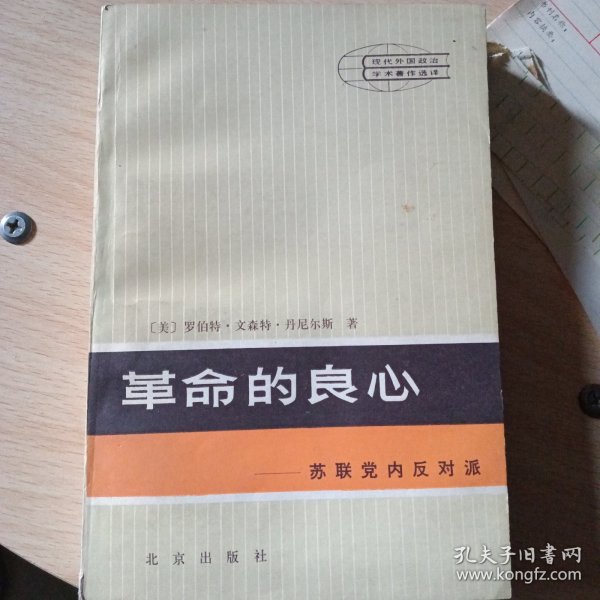 现代外国政治
学术著作选译
〔美〕罗伯特·文森特·丹尼尔斯 著
革命的良心
——苏联党内反对派
北京出版社
孔夫子旧书网
www.kongfz.com